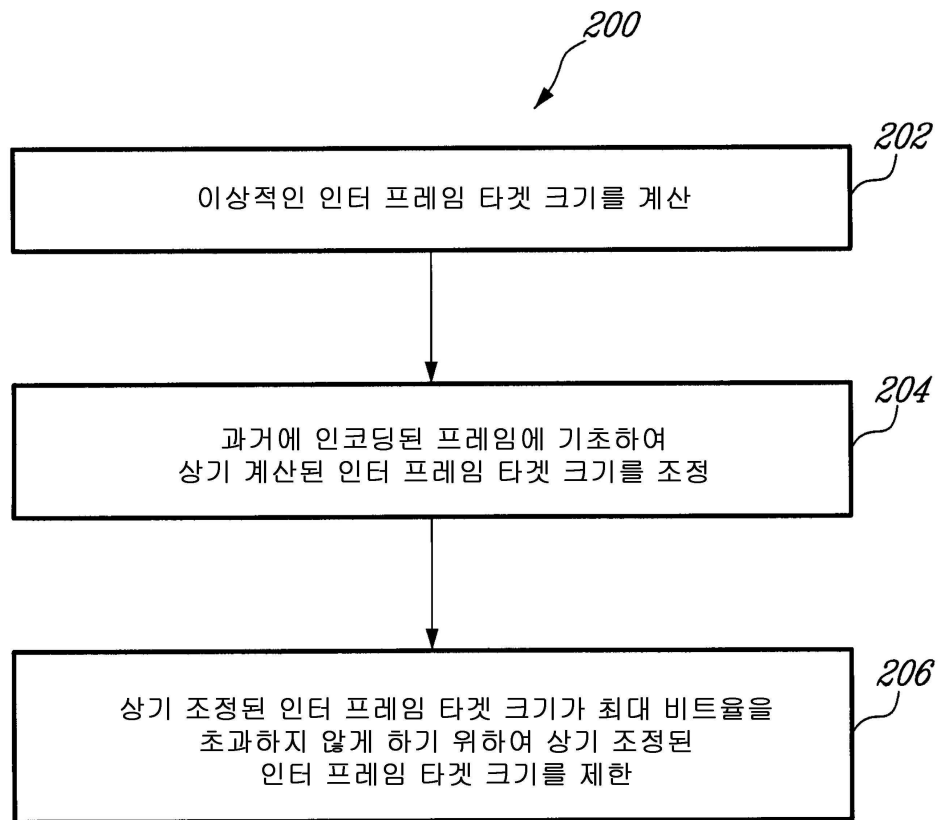 200
202
이상적인 인터 프레임 타겟 크기를 계산
204
과거에 인코딩된 프레임에 기초하여
상기 계산된 인터 프레임 타겟 크기를 조정
206
상기 조정된 인터 프레임 타겟 크기가 최대 비트율을
초과하지 않게 하기 위하여 상기 조정된
인터 프레임 타겟 크기를 제한